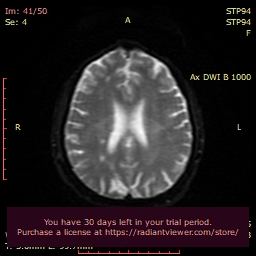 Im: 41/50
Se: 4
A
STP94
STP94
F
Ax DWI B 1000
R
L
You have 30 days left in your trial period.
Purchase a license at https://radiantviewer.com/store/